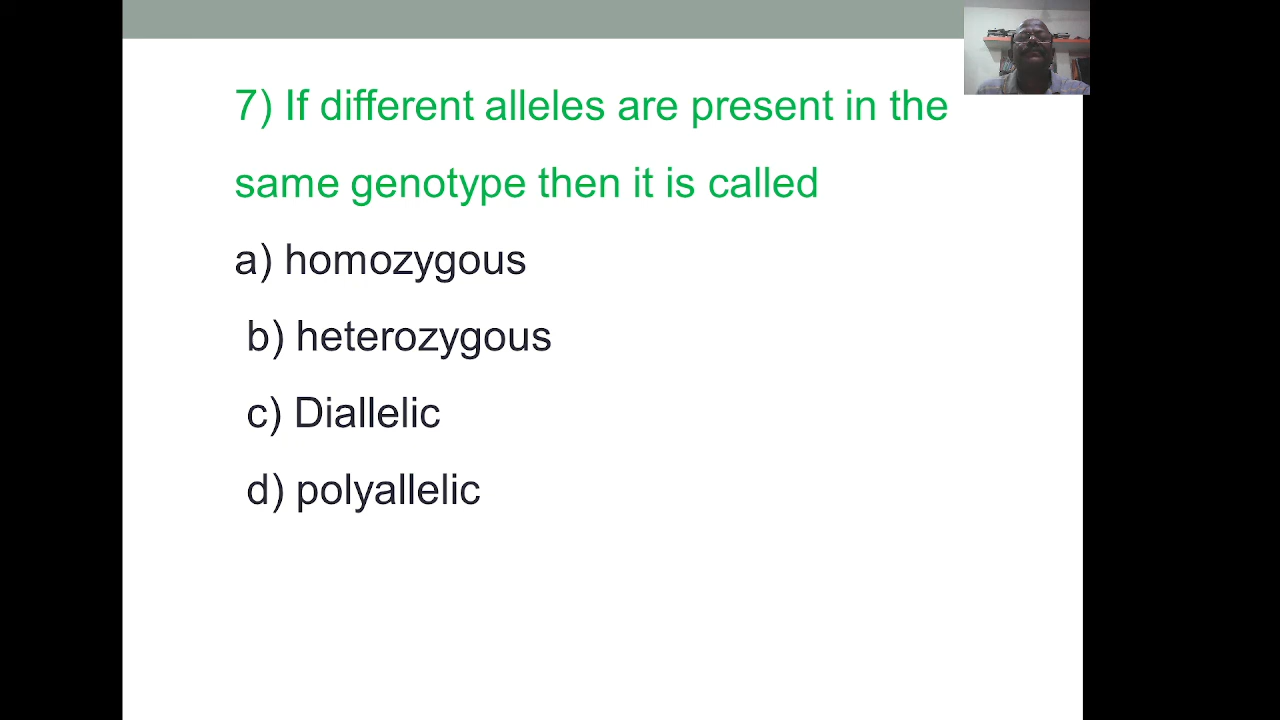 7) If different alleles are present in the
same genotype then it is called
a) homozygous
b) heterozygous
c) Diallelic
d) polyallelic